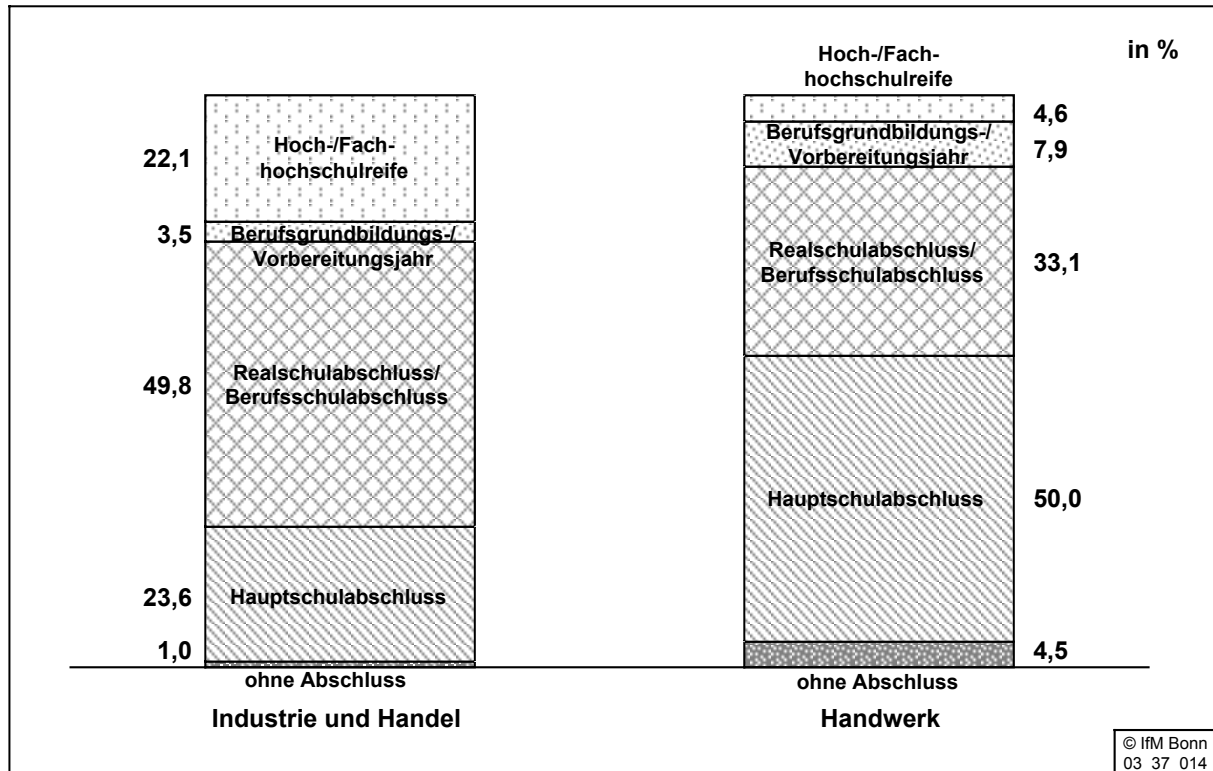 in %
Hoch-/Fach-
hochschulreife
22,1
3,5
Berufsgrundbildungs-/
Vorbereitungsjahr
Realschulabschluss/
Berufsschulabschluss
49,8
Hauptschulabschluss
23,6
1,0
ohne Abschluss
Industrie und Handel
Hoch-/Fach-
hochschulreife
4,6
Berufsgrundbildungs-/
Vorbereitungsjahr
7,9
Realschulabschluss/
Berufsschulabschluss
33,1
Hauptschulabschluss
50,0
4,5
ohne Abschluss
Handwerk
© IfM Bonn
03 37 014